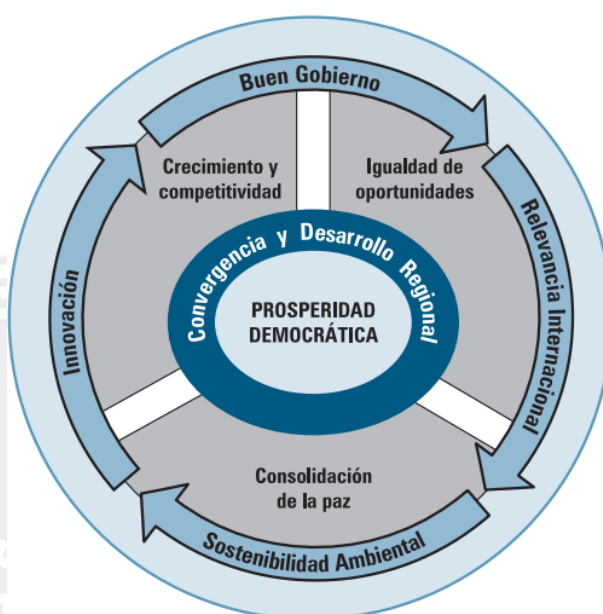 Buen Gobierno
Crecimiento y
competitividad
Igualdad de
oportunidades
Relevancia Internacional
Innovación
Convergencia y Desarrollo Regional
PROSPERIDAD
DEMOCRÁTICA
Consolidación
de la paz
Sostenibilidad Ambiental